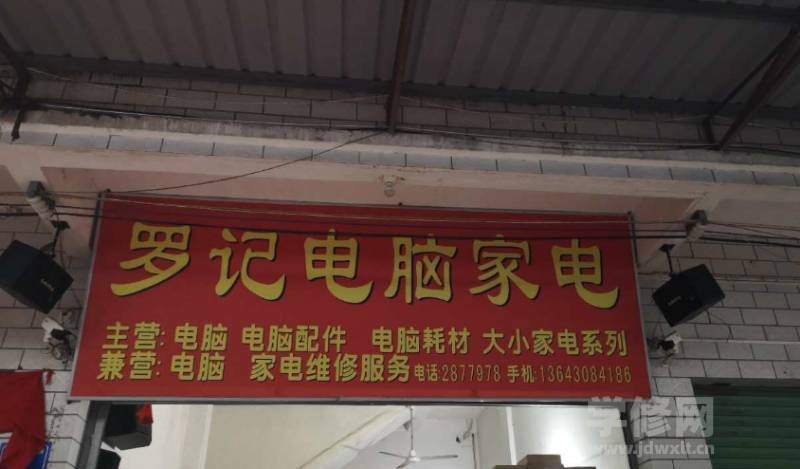 罗记电脑家电
主营: 电脑 电脑配件 电脑耗材 大小家电系列
兼营: 电脑 家电维修服务 电话:2877978 手机:13643084186
学修网
www.jdwxlt.cn